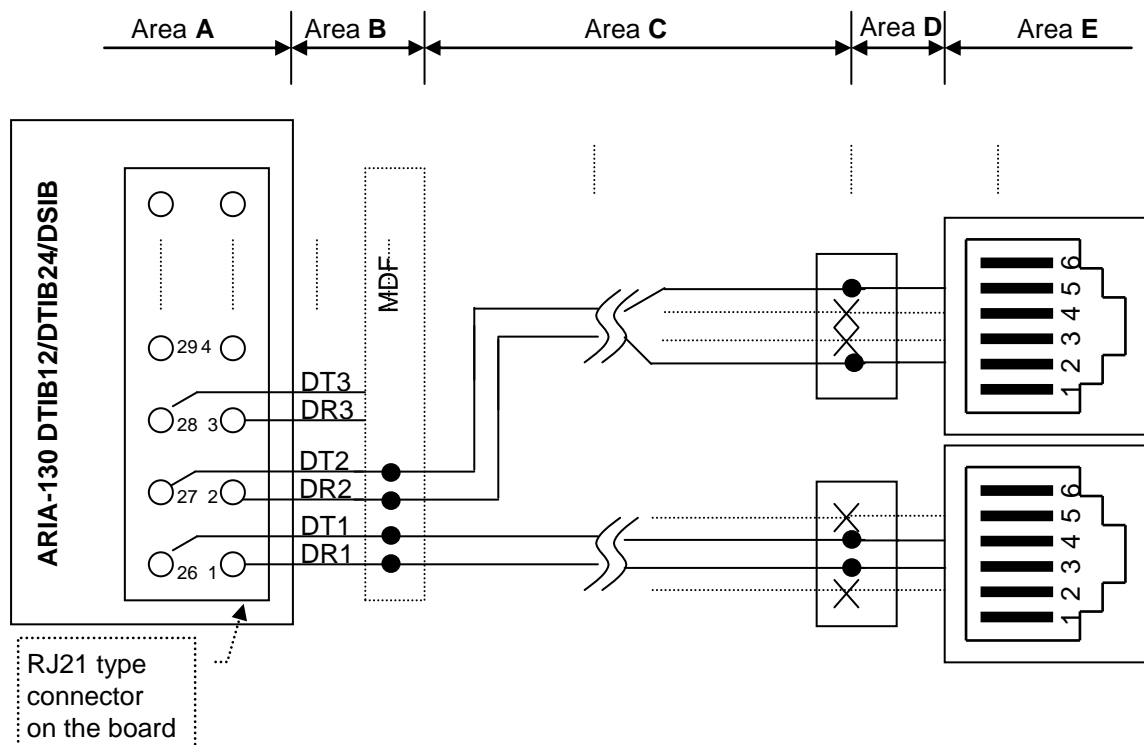 Area A
Area B
Area C
Area D
Area E
ARIA-130 DTIB12/DTIB24/DSIB
MDF
29 4
28 3
27 2
26 1
DT3
DR3
DT2
DR2
DT1
DR1
6
5
4
3
2
1
6
5
4
3
2
1
RJ21 type
connector
on the board